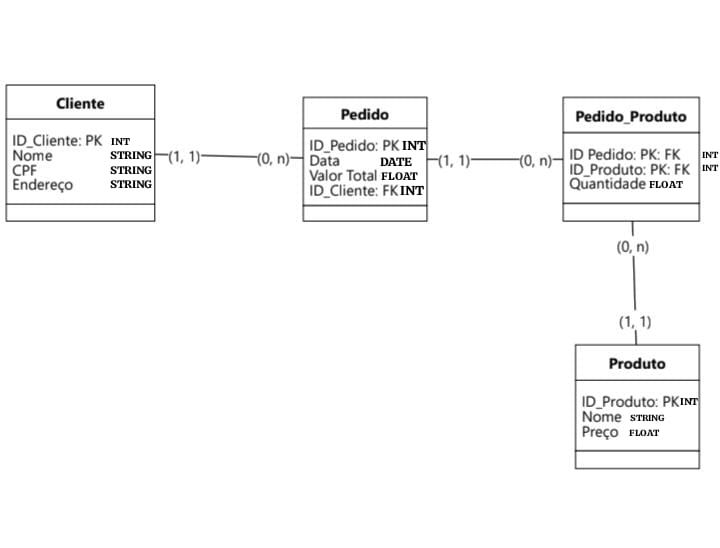 Cliente
ID_Cliente: PK INT
Nome STRING
CPF STRING
Endereço STRING
(1, 1)
(0, n)
Pedido
ID_Pedido: PK INT
Data DATE
Valor Total FLOAT
ID_Cliente: FK INT
(1, 1)
(0, n)
Pedido_Produto
ID Pedido: PK: FK INT
ID_Produto: PK: FK INT
Quantidade FLOAT
(0, n)
(1, 1)
Produto
ID_Produto: PK INT
Nome STRING
Preço FLOAT